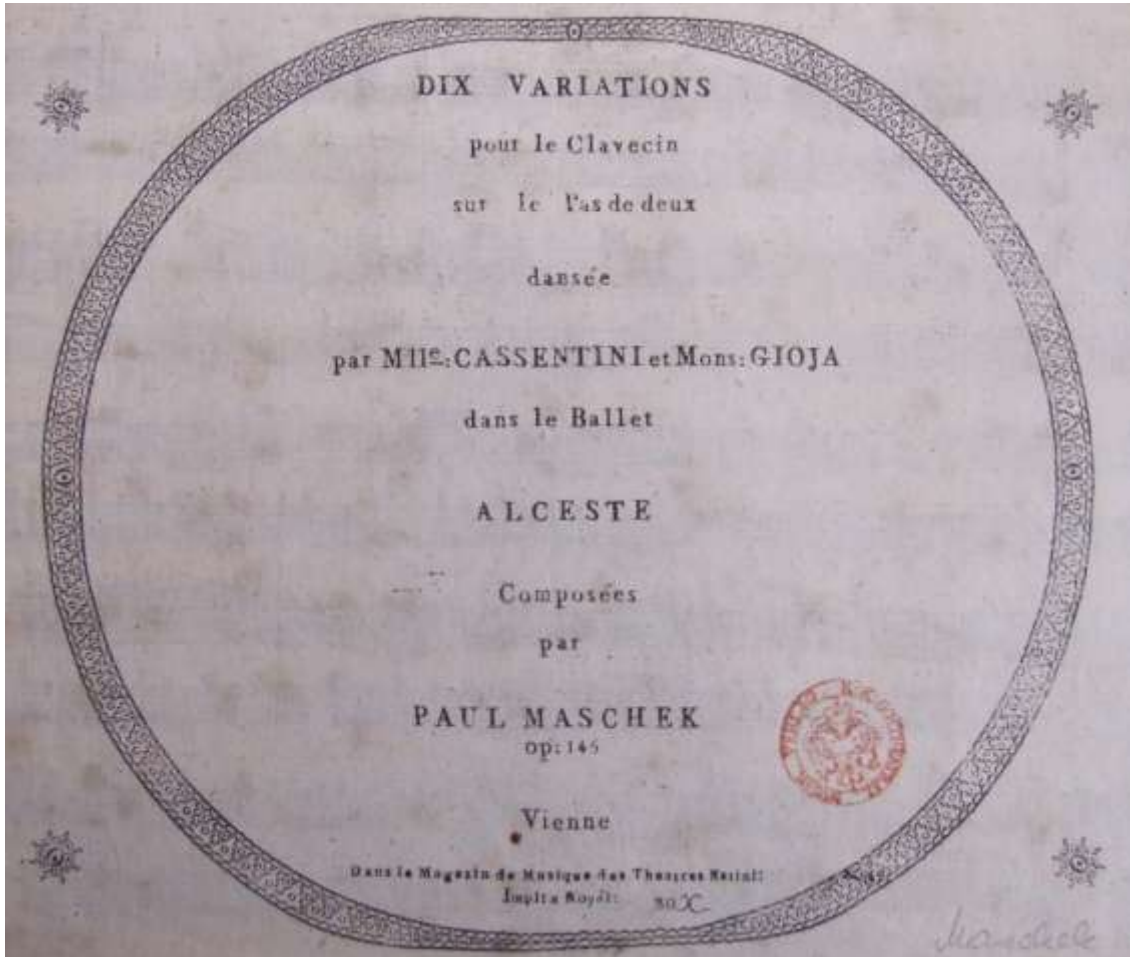 DIX VARIATIONS
pour le Clavecin
sur le Pas de deux
dansée
par Mlle: CASSENTINI et Mons: GIOJA
dans le Ballet
ALCESTE
Composées
par
PAUL MASCHEK
op: 145
Vienne
Dans le Magazin de Musique des Theatres
30 X
Maschek